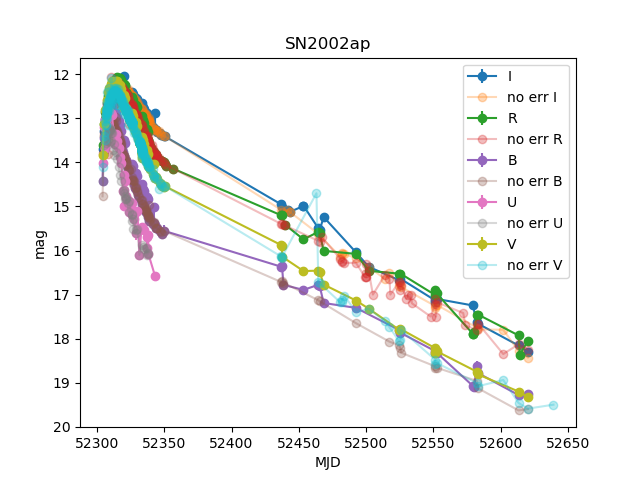 SN2002ap
mag
12
13
14
15
16
17
18
19
20
I
no err I
R
no err R
B
no err B
U
no err U
V
no err V
52300 52350 52400 52450 52500 52550 52600 52650
MJD